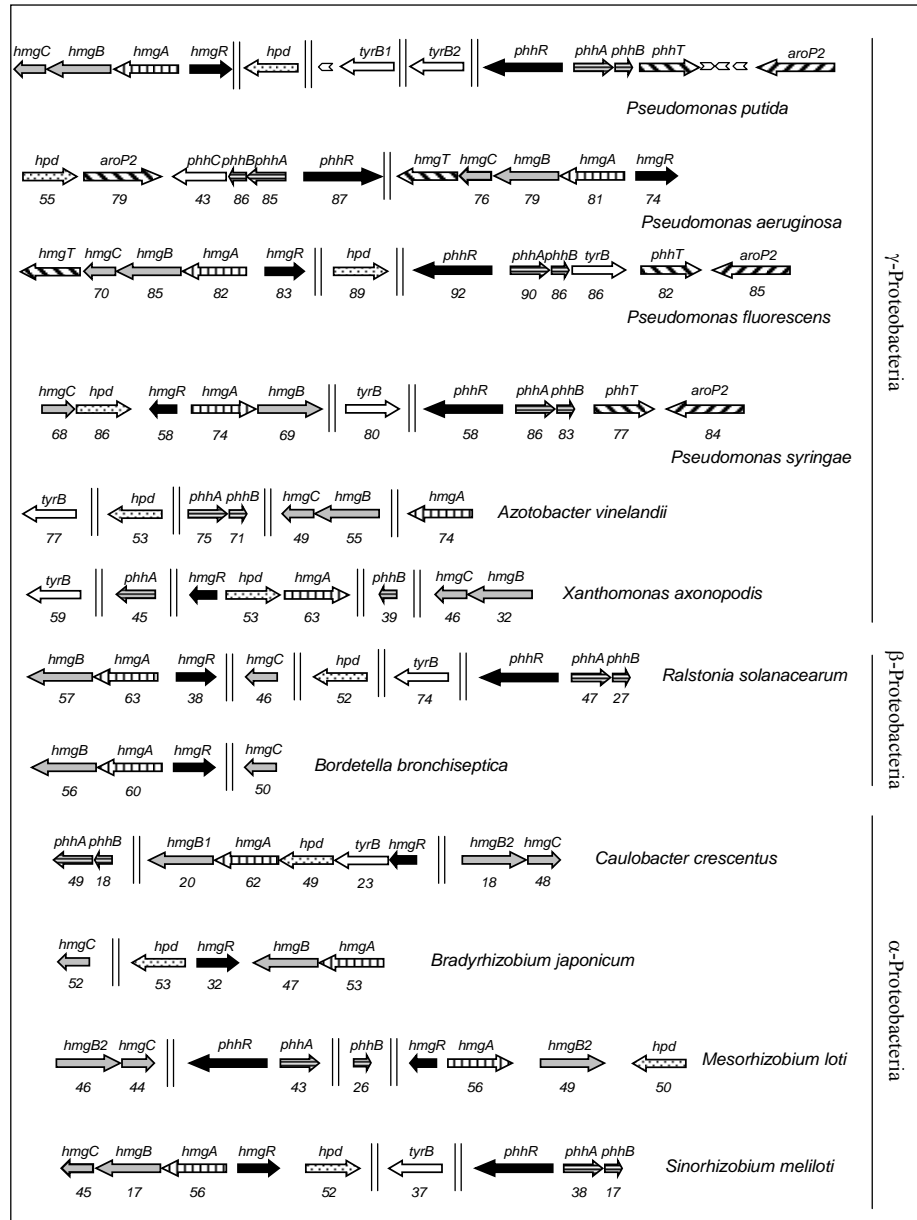 hmgC hmgB hmgA hmgR hpd tyrB1 tyrB2 phhR phhA phhB phhT aroP2
Pseudomonas putida
hpd aroP2 phhC phhB phhA phhR hmgT hmgC hmgB hmgA hmgR
55 79 43 86 85 87 76 79 81 74
Pseudomonas aeruginosa
hmgT hmgC hmgB hmgA hmgR hpd phhR phhA phhB tyrB phhT aroP2
70 85 82 83 89 92 90 86 86 82 85
Pseudomonas fluorescens
hmgC hpd hmgR hmgA hmgB tyrB phhR phhA phhB phhT aroP2
68 86 58 74 69 80 58 86 83 77 84
Pseudomonas syringae
γ-Proteobacteria
tyrB hpd phhA phhB hmgC hmgB hmgA
Azotobacter vinelandii
77 53 75 71 49 55 74
tyrB phhA hmgR hpd hmgA phhB hmgC hmgB
Xanthomonas axonopodis
59 45 53 63 39 46 32
hmgB hmgA hmgR hmgC hpd tyrB phhR phhA phhB
Ralstonia solanacearum
57 63 38 46 52 74 47 27
β-Proteobacteria
hmgB hmgA hmgR hmgC
Bordetella bronchiseptica
56 60 50
phhA phhB hmgB1 hmgA hpd tyrB hmgR hmgB2 hmgC
Caulobacter crescentus
49 18 20 62 49 23 18 48
hmgC hpd hmgR hmgB hmgA
Bradyrhizobium japonicum
52 53 32 47 53
α-Proteobacteria
hmgB2 hmgC phhR phhA phhB hmgR hmgA hmgB2 hpd
Mesorhizobium loti
46 44 43 26 56 49 50
hmgC hmgB hmgA hmgR hpd tyrB phhR phhA phhB
Sinorhizobium meliloti
45 17 56 52 37 38 17